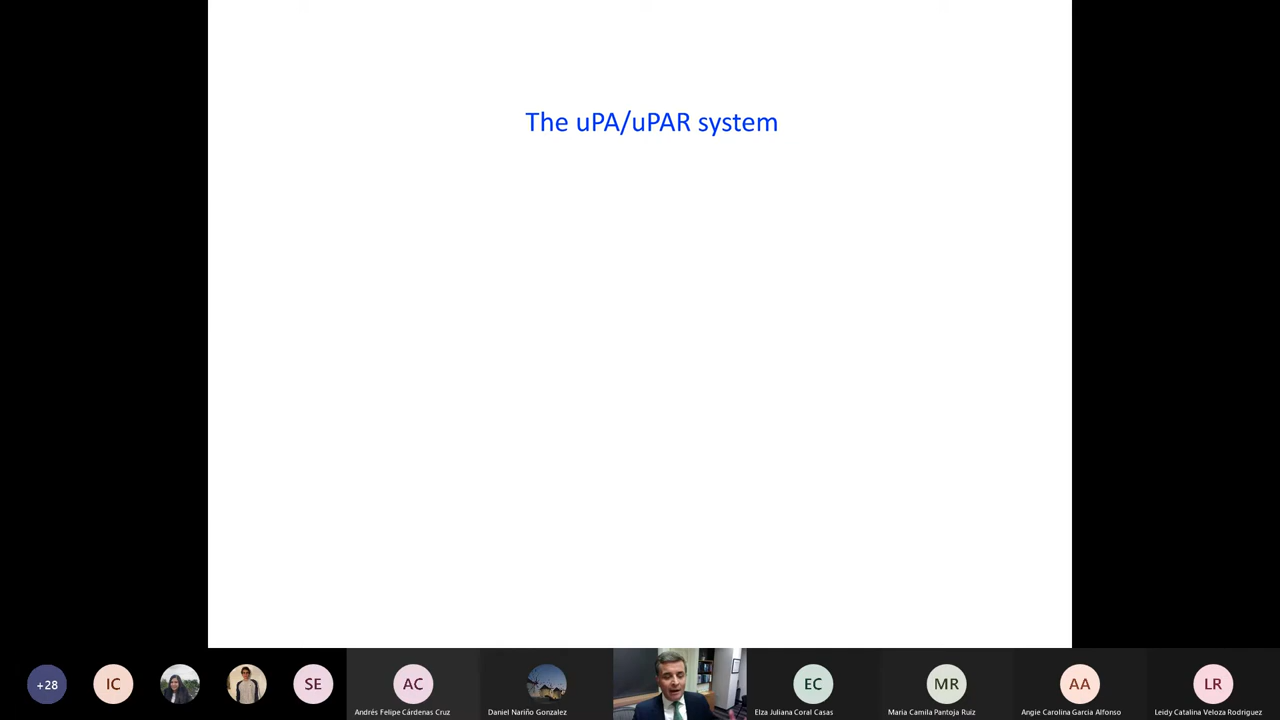 The uPA/uPAR system
+28
IC
SE
AC
Andrés Felipe Cárdenas Cruz
Daniel Nariño Gonzalez
EC
Elza Juliana Coral Casas
MR
Maria Camila Pantoja Ruiz
AA
Angie Carolina Garcia Alfonso
LR
Leidy Catalina Veloza Rodriguez